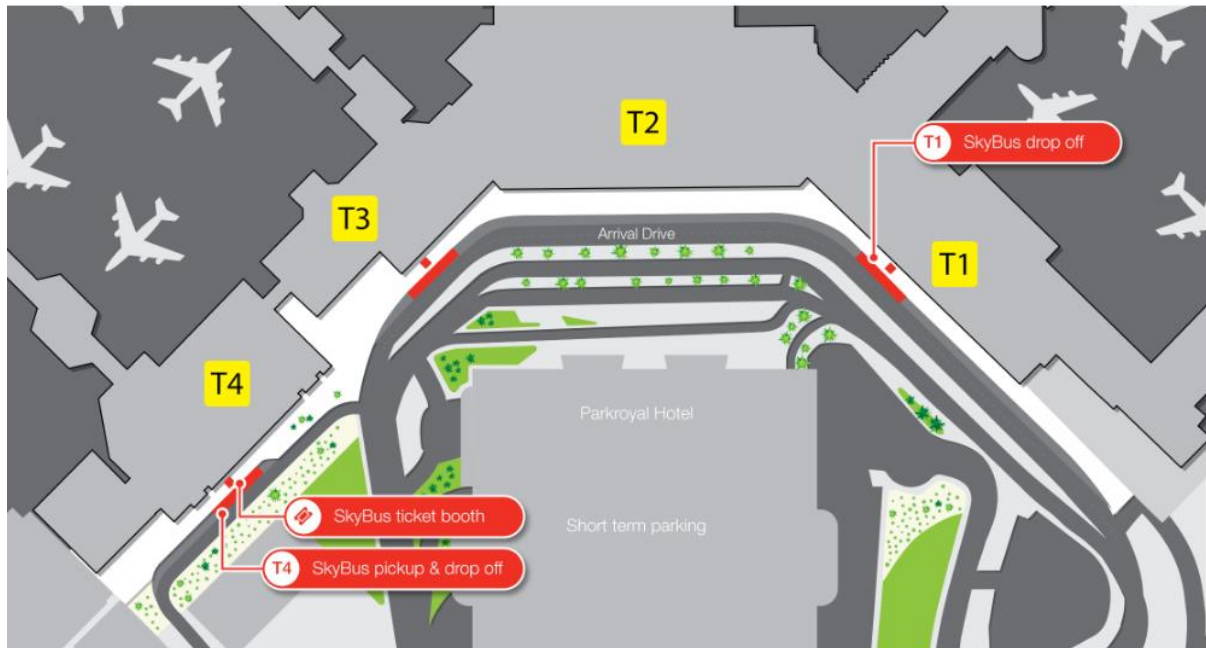 T2
T1 SkyBus drop off
T3
Arrival Drive
T1
T4
Parkroyal Hotel
SkyBus ticket booth
Short term parking
T4 SkyBus pickup & drop off